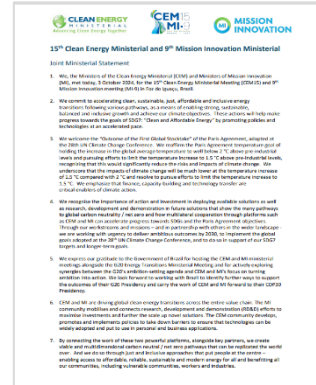 CLEAN ENERGY
MINISTERIAL
Advancing Clean Energy Together
CEM15
MI-9
MISSION
INNOVATION
15th Clean Energy Ministerial and 9th Mission Innovation Ministerial
Joint Ministerial Statement
1. We, the Ministers of the Clean Energy Ministerial (CEM) and Ministers of Mission Innovation
(MI), met today, 3 October 2024, for the 15th Clean Energy Ministerial Meeting (CEM15) and 9th
Mission Innovation meeting (MI-9) in Foz do Iguaçu, Brazil.
2. We commit to accelerating clean, sustainable, just, affordable and inclusive energy
transitions following various pathways, as a means of enabling strong, sustainable,
balanced and inclusive growth and achieve our climate objectives. These actions will help make
progress towards the goals of SDG7: "Clean and Affordable Energy" by promoting policies and
technologies at an accelerated pace.
3. We welcome the "Outcome of the First Global Stocktake" of the Paris Agreement, adopted at
the 28th UN Climate Change Conference. We reaffirm the Paris Agreement temperature goal of
holding the increase in the global average temperature to well below 2 °C above pre-industrial
levels and pursuing efforts to limit the temperature increase to 1.5 °C above pre-industrial levels,
recognizing that this would significantly reduce the risks and impacts of climate change. We
underscore that the impacts of climate change will be much lower at the temperature increase
of 1.5 °C compared with 2 °C and resolve to pursue efforts to limit the temperature increase to
1.5 °C. We emphasise that finance, capacity building and technology transfer are
critical enablers of climate action.
4. We recognise the importance of action and investment in deploying available solutions as well
as research, development and demonstration in future solutions that show the many pathways
to global carbon neutrality / net zero and how multilateral cooperation through platforms such
as CEM and MI can accelerate progress towards SDGs and the Paris Agreement objectives.
Through our workstreams and missions – and in partnership with others in the wider landscape -
we are working with urgency to deliver ambitious outcomes by 2030, to implement the global
goals adopted at the 28th UN Climate Change Conference, and to do so in support of our SDG7
targets and longer-term goals.
5. We express our gratitude to the Government of Brazil for hosting the CEM and MI ministerial
meetings alongside the G20 Energy Transitions Ministerial Meeting and for actively exploring
synergies between the G20's ambition-setting agenda and CEM and MI's focus on turning
ambition into action. We look forward to working with Brazil to identify further ways to support
the outcomes of their G20 Presidency and carry the work of CEM and MI forward to their COP30
Presidency.
6. CEM and MI are driving global clean energy transitions across the entire value chain. The MI
community mobilises and connects research, development and demonstration (RD&D) efforts to
maximise investments and further the scale up novel solutions. The CEM community develops,
promotes and implements policies to take down barriers to ensure that technologies can be
widely adopted and put to use in personal and business applications.
7. By connecting the work of these two powerful platforms, alongside key partners, we create
viable and multidimensional carbon neutral / net zero pathways that can be replicated the world
over. And we do so through just and inclusive approaches that put people at the centre –
enabling access to affordable, reliable, sustainable and modern energy for all and benefiting all
our communities, including vulnerable communities, workers and industries.